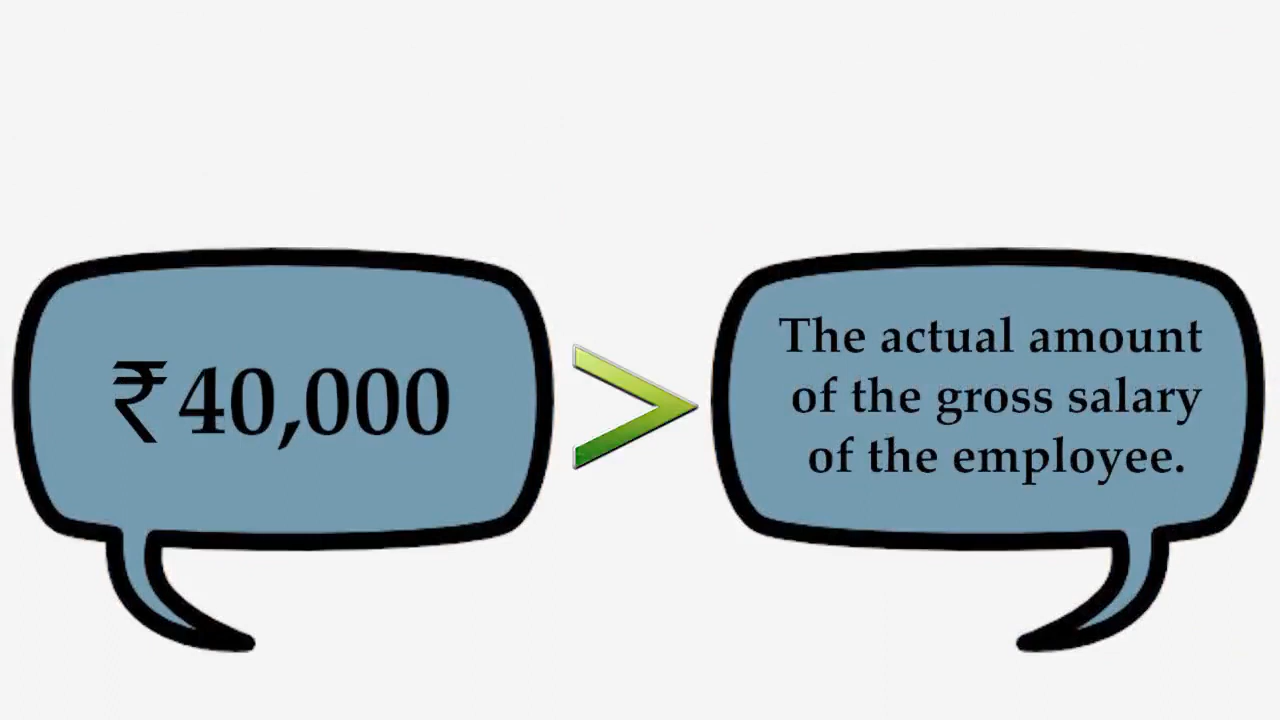 ₹40,000
>
The actual amount
of the gross salary
of the employee.